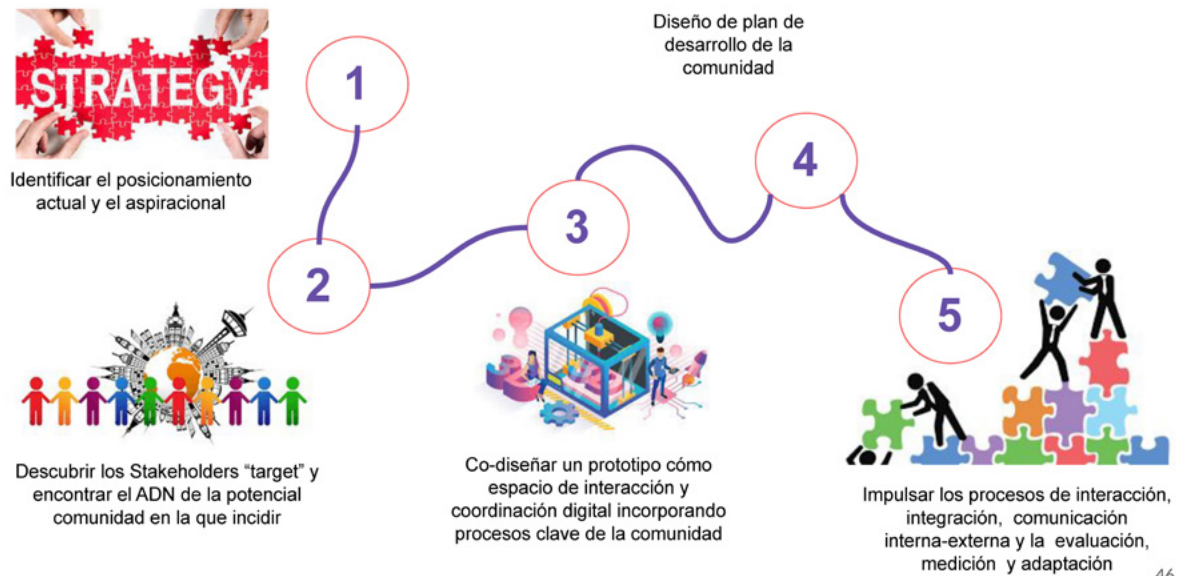 STRATEGY
1
Identificar el posicionamiento
actual y el aspiracional
2
Descubrir los Stakeholders “target” y
encontrar el ADN de la potencial
comunidad en la que incidir
3
Co-diseñar un prototipo cómo
espacio de interacción y
coordinación digital incorporando
procesos clave de la comunidad
Diseño de plan de
desarrollo de la
comunidad
4
5
Impulsar los procesos de interacción,
integración, comunicación
interna-externa y la evaluación,
medición y adaptación
46